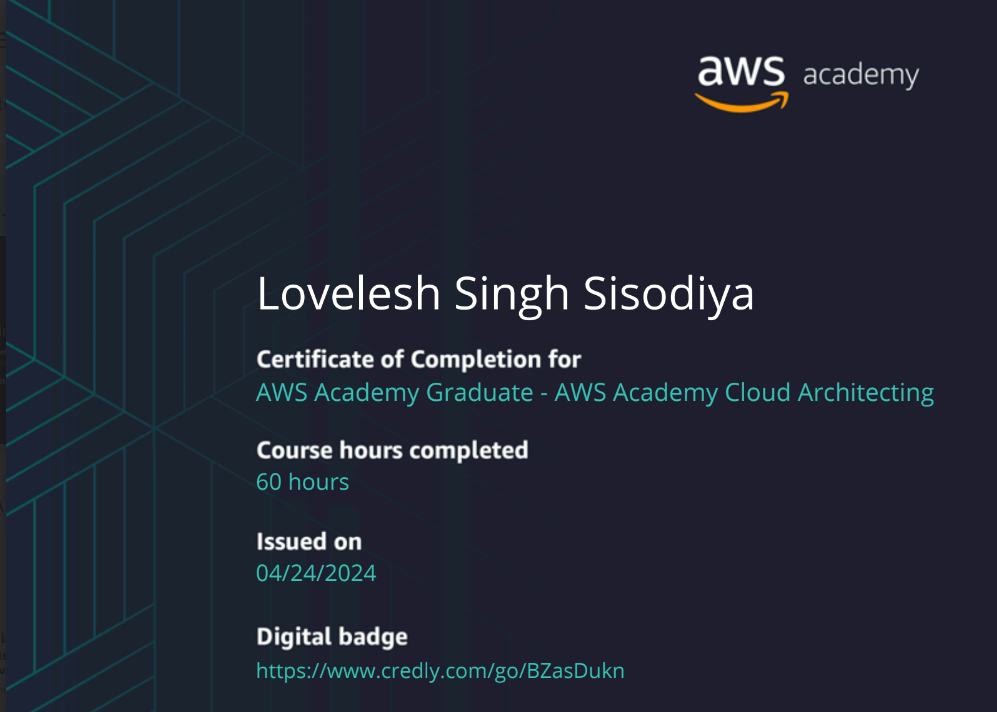 aws academy
Lovelesh Singh Sisodiya
Certificate of Completion for
AWS Academy Graduate - AWS Academy Cloud Architecting
Course hours completed
60 hours
Issued on
04/24/2024
Digital badge
https://www.credly.com/go/BZasDukn